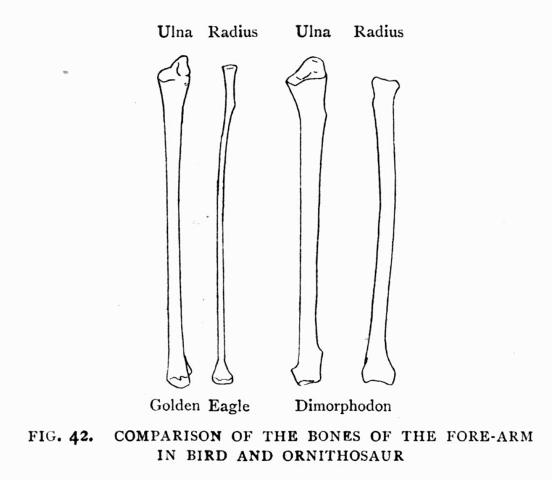 Ulna Radius Ulna Radius
Golden Eagle Dimorphodon
FIG. 42. COMPARISON OF THE BONES OF THE FORE-ARM
IN BIRD AND ORNITHOSAUR